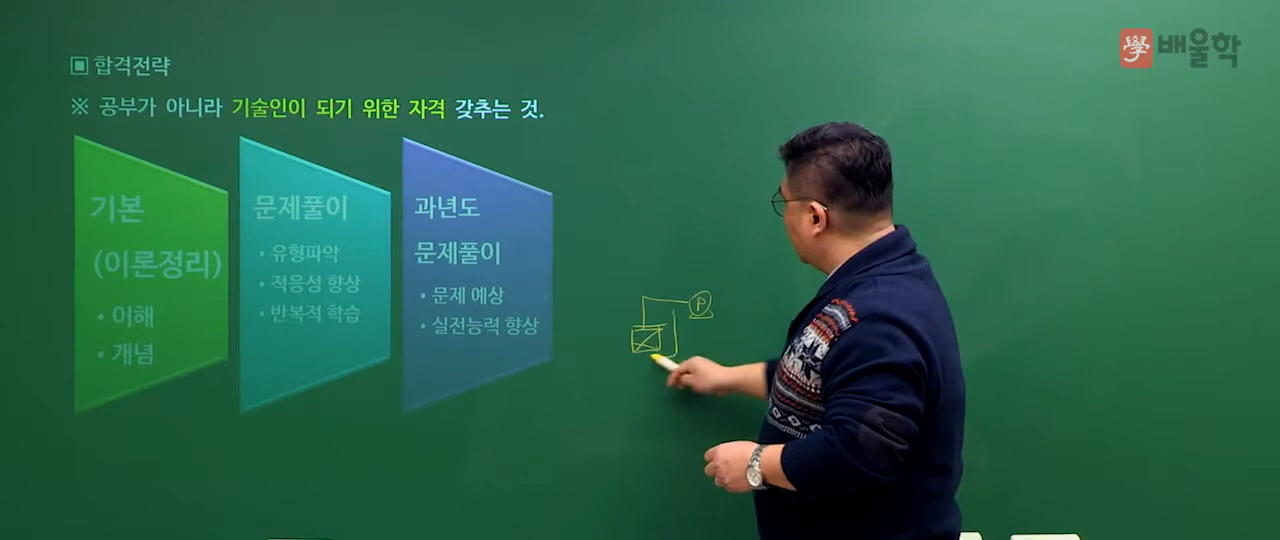 學 배울학
▣ 합격전략
※ 공부가 아니라 기술인이 되기 위한 자격 갖추는 것.
기본
(이론정리)
• 이해
• 개념
문제풀이
• 유형파악
• 적응성 향상
• 반복적 학습
과년도
문제풀이
• 문제 예상
• 실전능력 향상
P